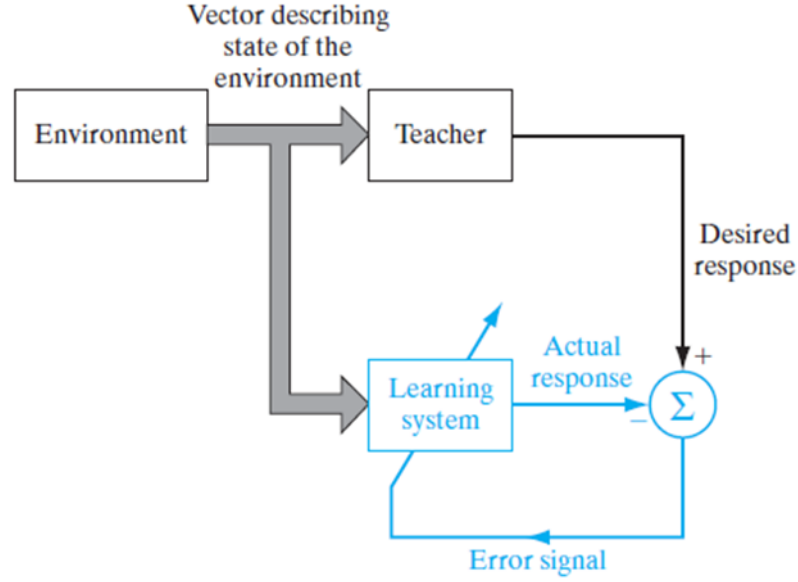 Vector describing
state of the
environment
Environment
Teacher
Desired
response
+
Actual
response
Learning
system
Σ
−
Error signal